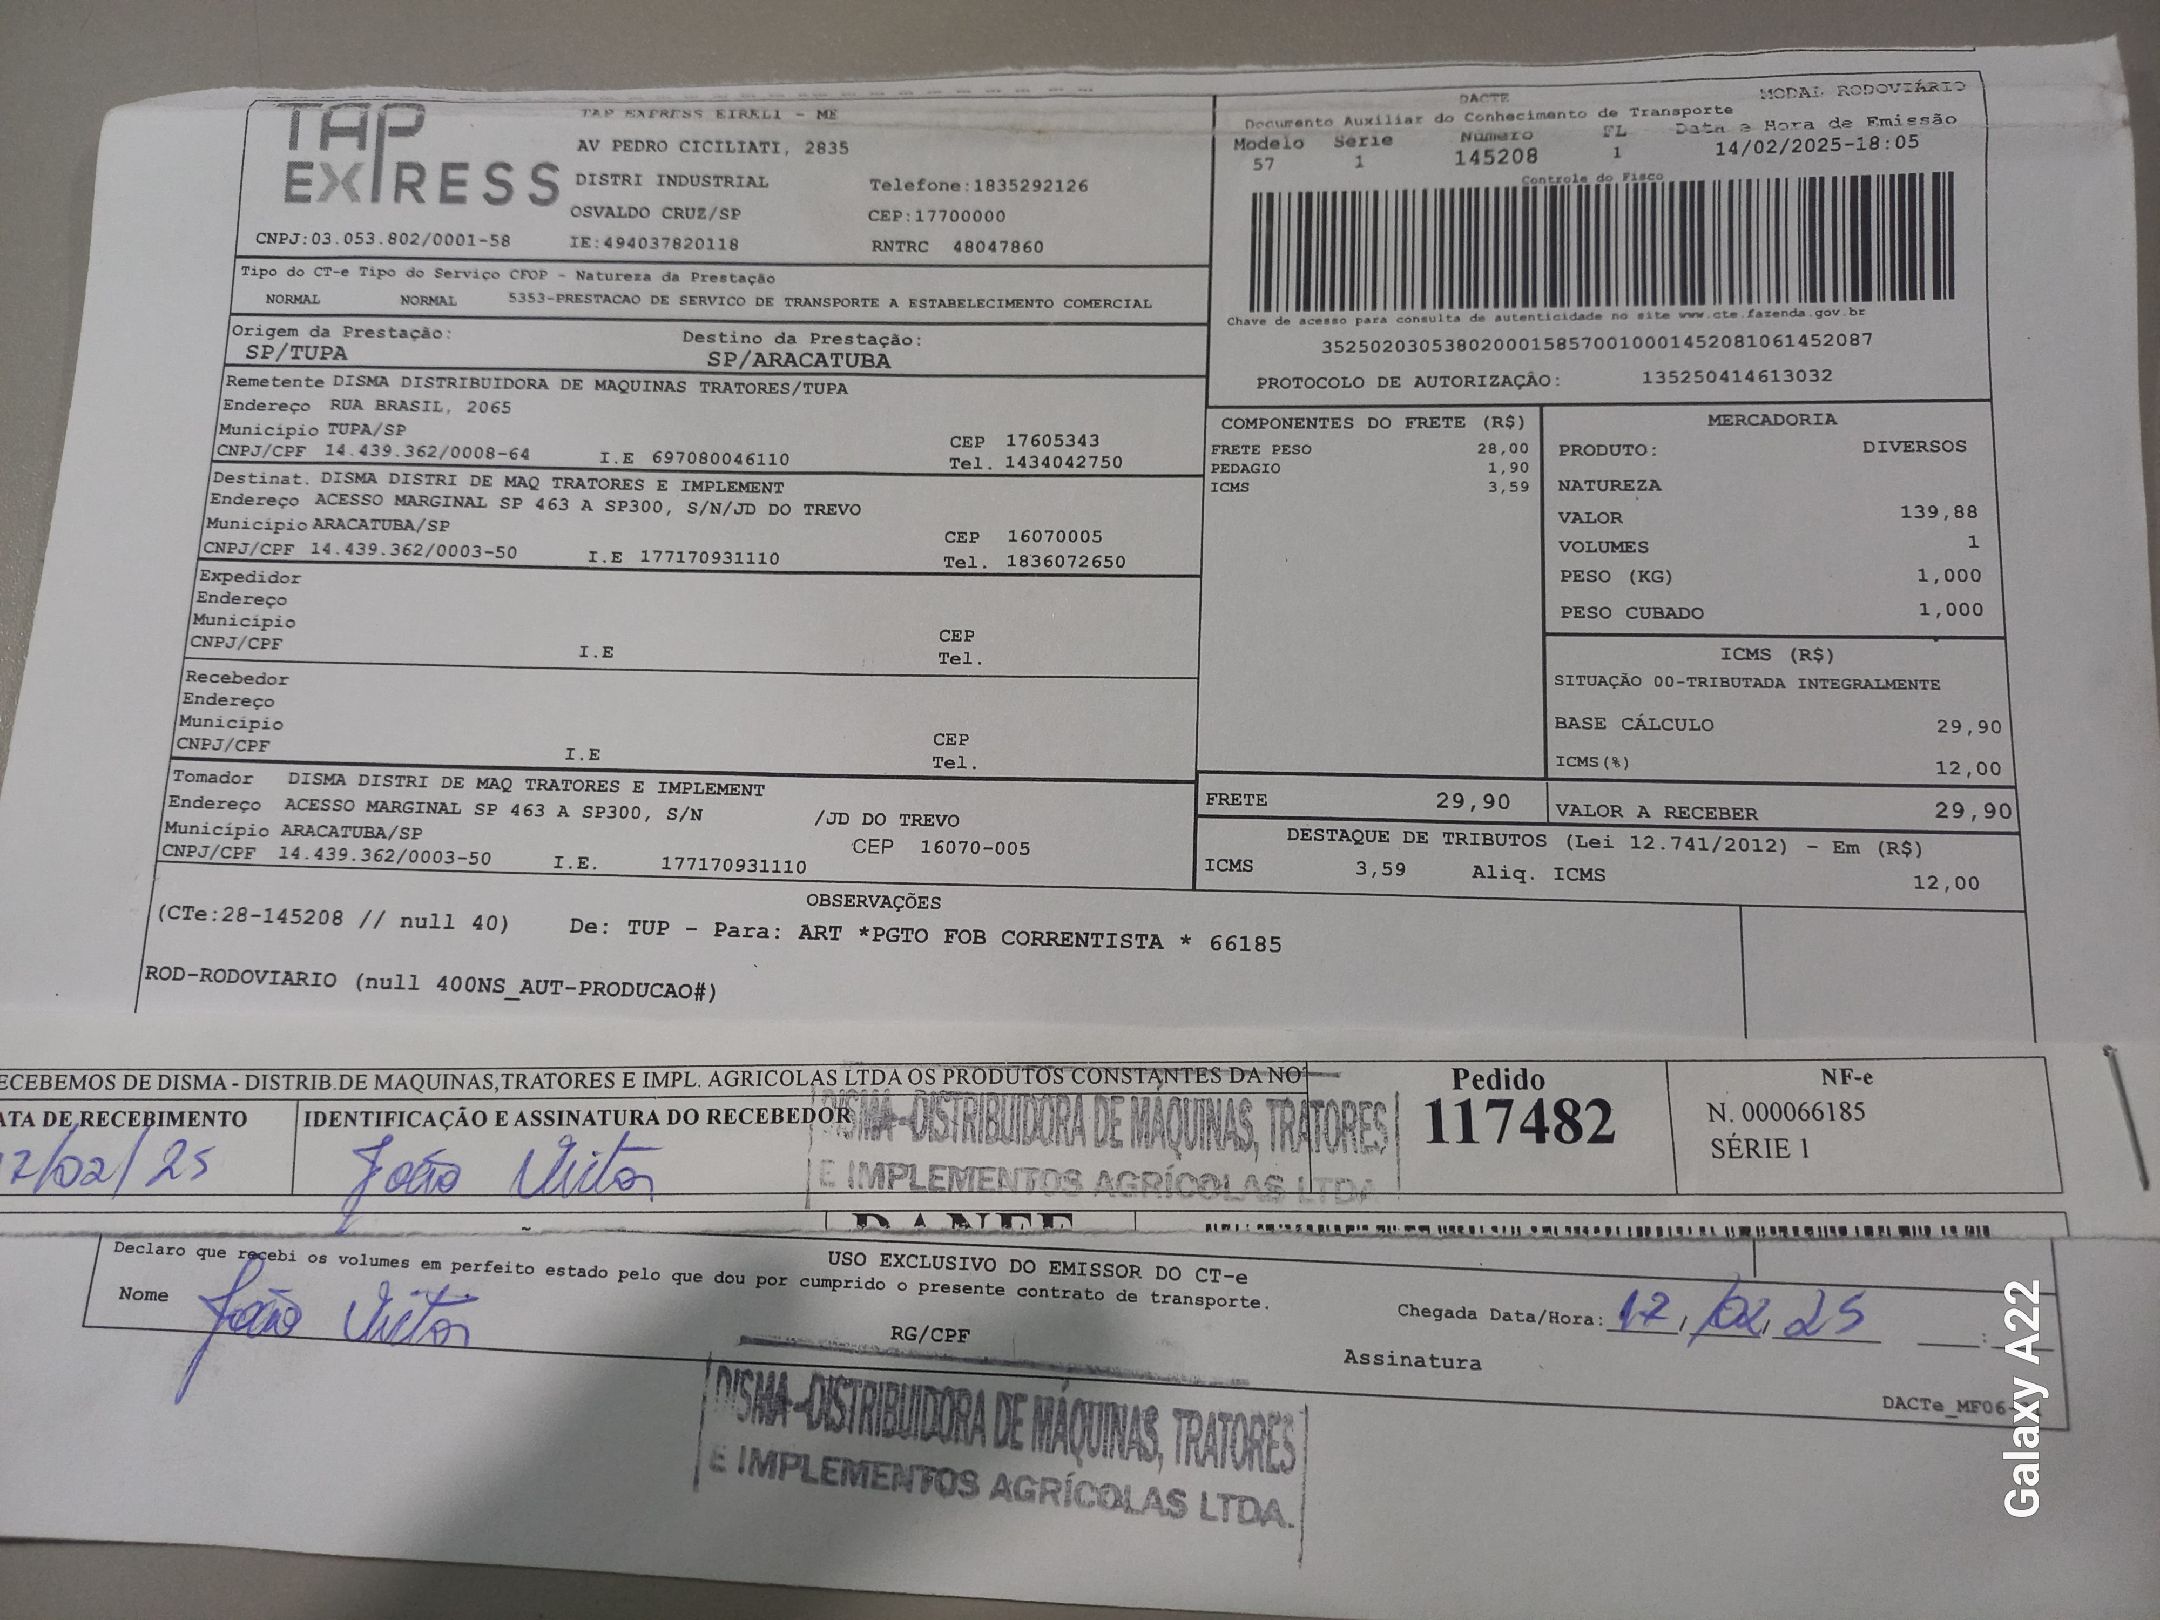 TAP EXPRESS
TAP EXPRESS EIRELI - ME
AV PEDRO CICILIATI, 2835
DISTRI INDUSTRIAL Telefone:1835292126
OSVALDO CRUZ/SP CEP:17700000
CNPJ:03.053.802/0001-58 IE:494037820118 RNTRC 48047860
DACTE MODAL RODOVIÁRIO
Documento Auxiliar do Conhecimento de Transporte
Modelo Serie Número FL Data e Hora de Emissão
57 1 145208 1 14/02/2025-18:05
Controle do Fisco
Chave de acesso para consulta de autenticidade no site www.cte.fazenda.gov.br
35250203053802000158570010001452081061452087
PROTOCOLO DE AUTORIZAÇÃO: 135250414613032
Tipo do CT-e Tipo do Serviço CFOP - Natureza da Prestação
NORMAL NORMAL 5353-PRESTACAO DE SERVICO DE TRANSPORTE A ESTABELECIMENTO COMERCIAL
Origem da Prestação: Destino da Prestação:
SP/TUPA SP/ARACATUBA
Remetente DISMA DISTRIBUIDORA DE MAQUINAS TRATORES/TUPA
Endereço RUA BRASIL, 2065
Município TUPA/SP CEP 17605343
CNPJ/CPF 14.439.362/0008-64 I.E 697080046110 Tel. 1434042750
Destinat. DISMA DISTRI DE MAQ TRATORES E IMPLEMENT
Endereço ACESSO MARGINAL SP 463 A SP300, S/N/JD DO TREVO
Município ARACATUBA/SP CEP 16070005
CNPJ/CPF 14.439.362/0003-50 I.E 177170931110 Tel. 1836072650
Expedidor
Endereço
Município CEP
CNPJ/CPF I.E Tel.
Recebedor
Endereço
Município CEP
CNPJ/CPF I.E Tel.
Tomador DISMA DISTRI DE MAQ TRATORES E IMPLEMENT
Endereço ACESSO MARGINAL SP 463 A SP300, S/N /JD DO TREVO
Município ARACATUBA/SP CEP 16070-005
CNPJ/CPF 14.439.362/0003-50 I.E. 177170931110
COMPONENTES DO FRETE (R$)
FRETE PESO 28,00
PEDAGIO 1,90
ICMS 3,59
MERCADORIA
PRODUTO: DIVERSOS
NATUREZA
VALOR 139,88
VOLUMES 1
PESO (KG) 1,000
PESO CUBADO 1,000
ICMS (R$)
SITUAÇÃO 00-TRIBUTADA INTEGRALMENTE
BASE CÁLCULO 29,90
ICMS(%) 12,00
FRETE 29,90 VALOR A RECEBER 29,90
DESTAQUE DE TRIBUTOS (Lei 12.741/2012) - Em (R$)
ICMS 3,59 Aliq. ICMS 12,00
OBSERVAÇÕES
(CTe:28-145208 // null 40) De: TUP - Para: ART *PGTO FOB CORRENTISTA * 66185
ROD-RODOVIARIO (null 400NS_AUT-PRODUCAO#)
ECEBEMOS DE DISMA - DISTRIB.DE MAQUINAS,TRATORES E IMPL. AGRICOLAS LTDA OS PRODUTOS CONSTANTES DA NO
ATA DE RECEBIMENTO IDENTIFICAÇÃO E ASSINATURA DO RECEBEDOR
17/02/25 João Victor
DISMA-DISTRIBUIDORA DE MÁQUINAS, TRATORES
E IMPLEMENTOS AGRÍCOLAS LTDA
Pedido
117482
NF-e
N. 000066185
SÉRIE 1
DANFE
USO EXCLUSIVO DO EMISSOR DO CT-e
Declaro que recebi os volumes em perfeito estado pelo que dou por cumprido o presente contrato de transporte.
Nome João Victor RG/CPF
Chegada Data/Hora: 17/02/25 :
Assinatura
DACTe_MF06-
DISMA-DISTRIBUIDORA DE MÁQUINAS, TRATORES
E IMPLEMENTOS AGRÍCOLAS LTDA.
Galaxy A22